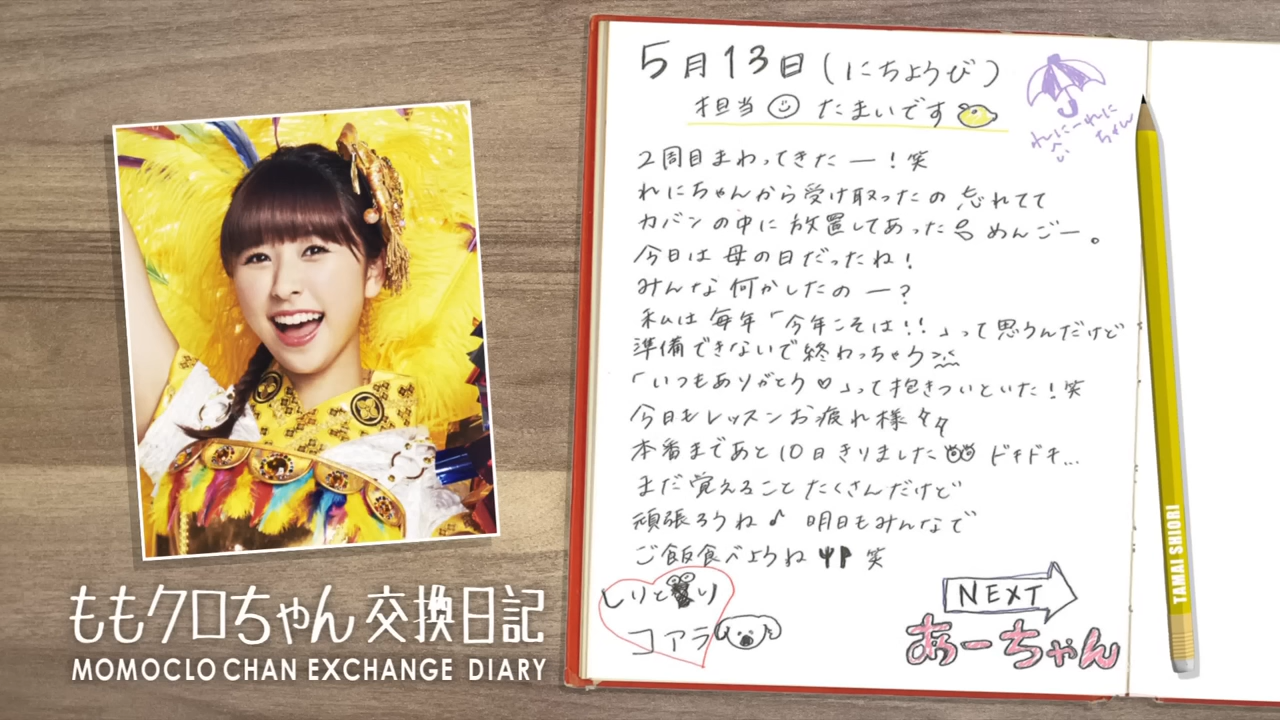 5月13日(にちようび)
担当 たまいです
れにーれに
ちゃん
2周目まわってきたー!笑
れにちゃんから受け取ったの忘れてて
カバンの中に放置してあった めんごー。
今日は母の日だったね!
みんな何かしたのー?
私は毎年「今年こそは!!」って思うんだけど
準備できないで終わっちゃう
「いつもありがとう♡」って抱きついといた!笑
今日もレッスンお疲れ様
本番まであと10日きりました ドキドキ...
まだ覚えることたくさんだけど
頑張ろうね♪ 明日もみんなで
ご飯食べようね 笑
しりとり
コアラ
NEXT
あーちゃん
TAMAI SHIORI
ももクロちゃん交換日記
MOMOCLO CHAN EXCHANGE DIARY